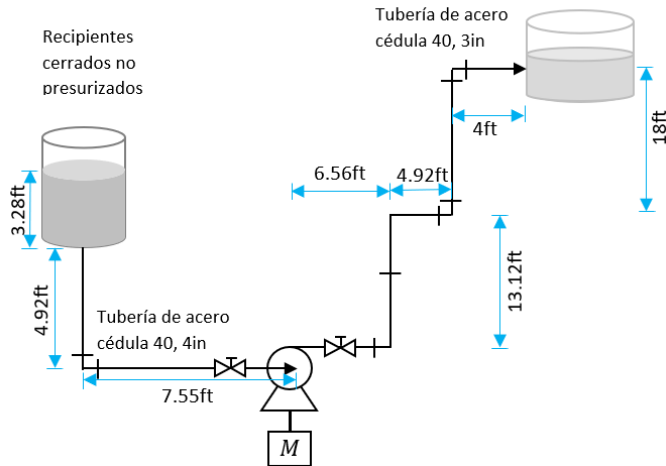 Recipientes
cerrados no
presurizados
Tubería de acero
cédula 40, 3in
4ft
18ft
6.56ft
4.92ft
3.28ft
4.92ft
13.12ft
Tubería de acero
cédula 40, 4in
7.55ft
M